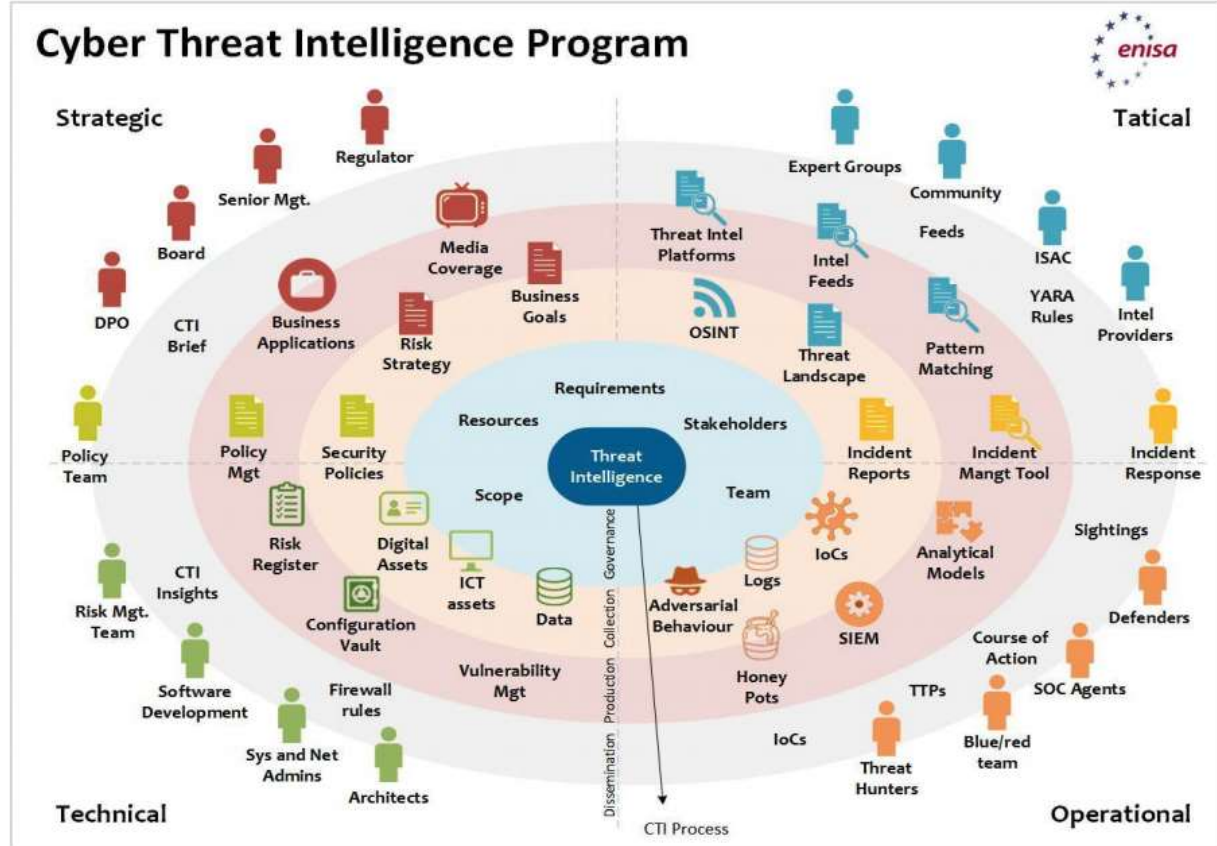 Cyber Threat Intelligence Program
enisa
Strategic
Tatical
Regulator
Senior Mgt.
Board
DPO
Expert Groups
Community
ISAC
Intel
Providers
CTI
Brief
Feeds
YARA
Rules
Media
Coverage
Business
Applications
Business
Goals
Risk
Strategy
Threat Intel
Platforms
Intel
Feeds
OSINT
Threat
Landscape
Pattern
Matching
Requirements
Resources
Stakeholders
Threat
Intelligence
Scope
Team
Policy
Team
Policy
Mgt
Security
Policies
Incident
Reports
Incident
Mangt Tool
Incident
Response
Risk
Register
Digital
Assets
ICT
assets
Data
Configuration
Vault
Vulnerability
Mgt
Adversarial
Behaviour
Logs
IoCs
Analytical
Models
SIEM
Honey
Pots
Sightings
Defenders
Course of
Action
SOC Agents
TTPs
Blue/red
team
IoCs
Threat
Hunters
Risk Mgt.
Team
CTI
Insights
Software
Development
Firewall
rules
Sys and Net
Admins
Architects
Dissemination Production Collection Governance
CTI Process
Technical
Operational